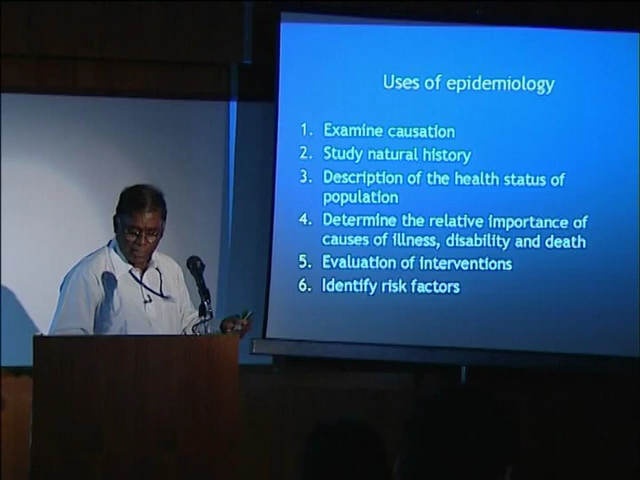 Uses of epidemiology
1. Examine causation
2. Study natural history
3. Description of the health status of
population
4. Determine the relative importance of
causes of illness, disability and death
5. Evaluation of interventions
6. Identify risk factors